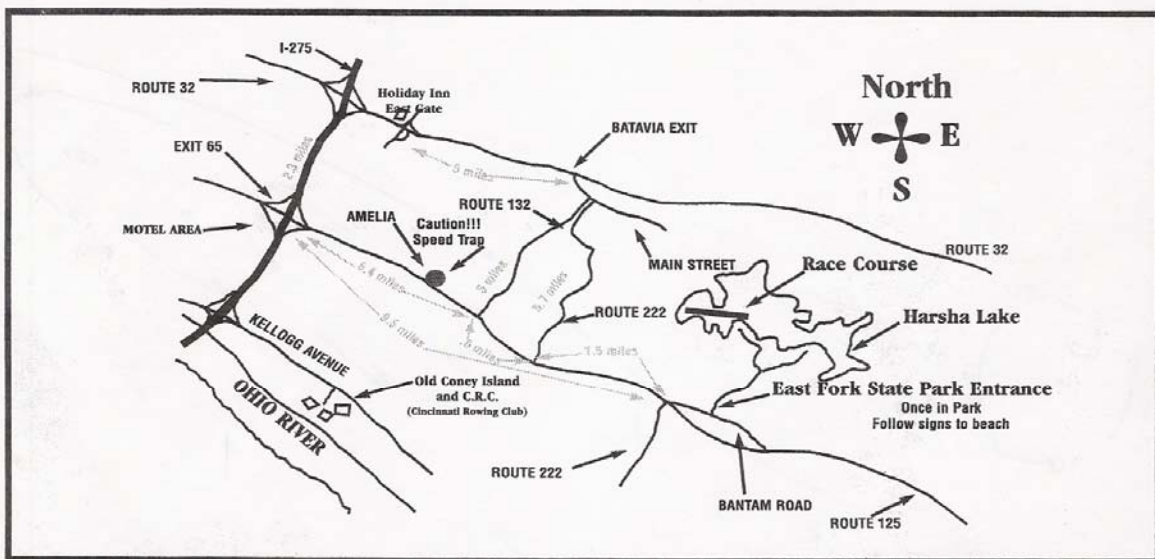 I-275
ROUTE 32
Holiday Inn
East Gate
North
W E
S
BATAVIA EXIT
EXIT 65
2.3 miles
5 miles
ROUTE 132
AMELIA
Caution!!!
Speed Trap
MOTEL AREA
MAIN STREET
ROUTE 32
Race Course
6.4 miles
3 miles
5.7 miles
ROUTE 222
Harsha Lake
KELLOGG AVENUE
9.5 miles
.6 miles
1.5 miles
OHIO RIVER
Old Coney Island
and C.R.C.
(Cincinnati Rowing Club)
East Fork State Park Entrance
Once in Park
Follow signs to beach
ROUTE 222
BANTAM ROAD
ROUTE 125